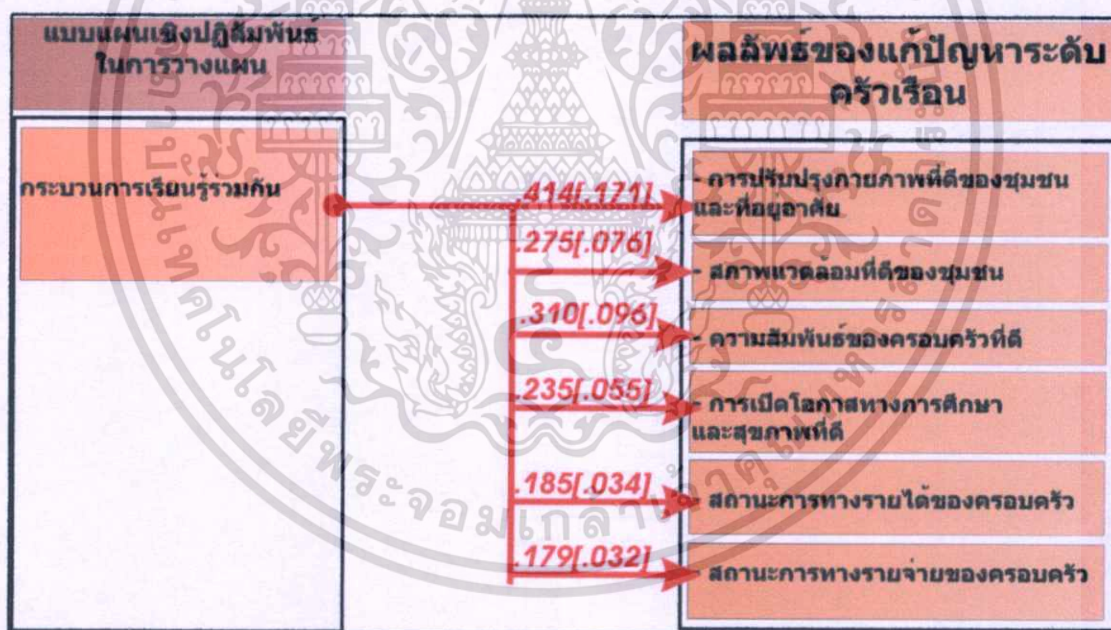 แบบแผนเชิงปฏิสัมพันธ์
ในการวางแผน
ผลลัพธ์ของแก้ปัญหาระดับ
ครัวเรือน
กระบวนการเรียนรู้ร่วมกัน
.414[.171]
- การปรับปรุงกายภาพที่ดีของชุมชน
และที่อยู่อาศัย
.275[.076]
- สภาพแวดล้อมที่ดีของชุมชน
.310[.096]
- ความสัมพันธ์ของครอบครัวที่ดี
.235[.055]
- การเปิดโอกาสทางการศึกษา
และสุขภาพที่ดี
.185[.034]
- สถานะการทางรายได้ของครอบครัว
.179[.032]
- สถานะการทางรายจ่ายของครอบครัว